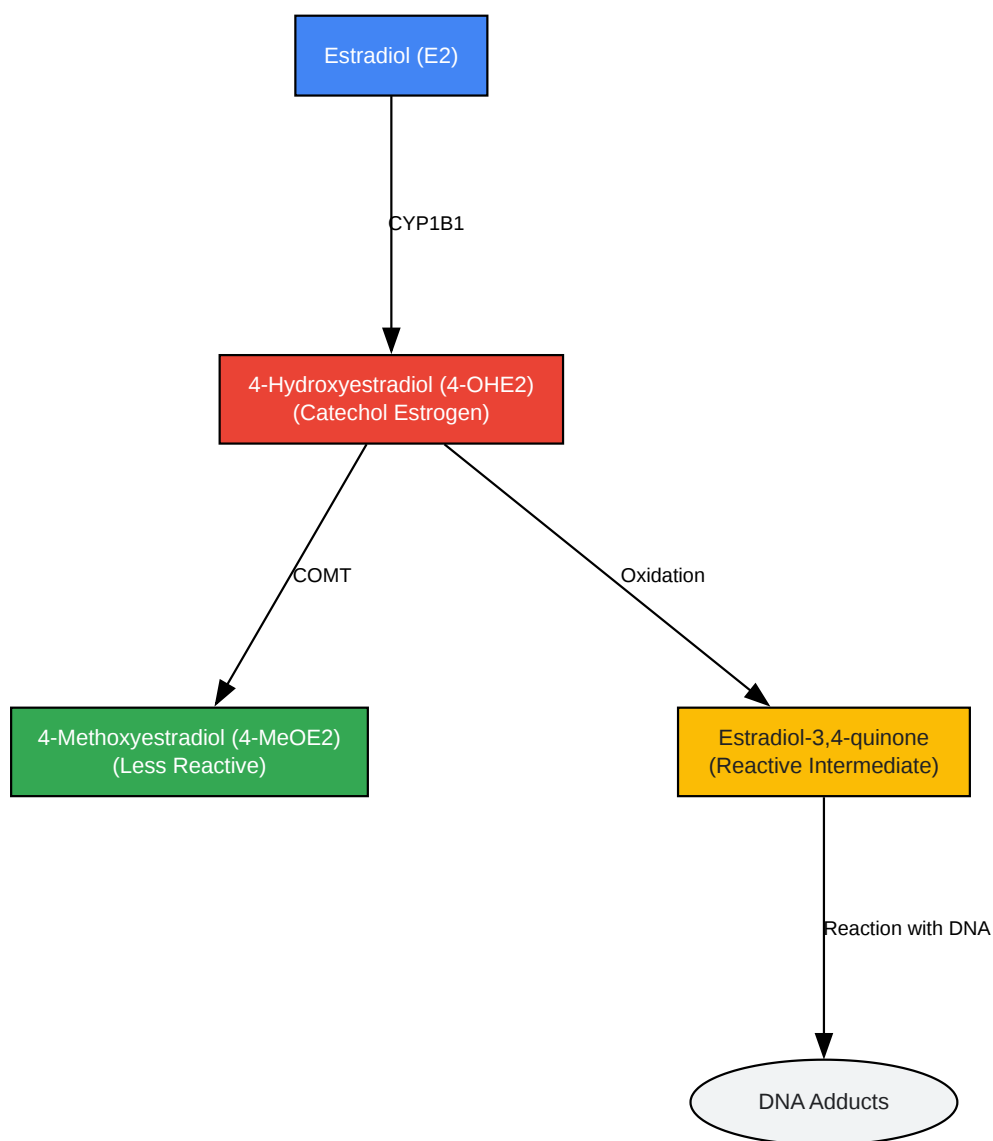 Estradiol (E2)
CYP1B1
4-Hydroxyestradiol (4-OHE2)
(Catechol Estrogen)
COMT
Oxidation
4-Methoxyestradiol (4-MeOE2)
(Less Reactive)
Estradiol-3,4-quinone
(Reactive Intermediate)
Reaction with DNA
DNA Adducts